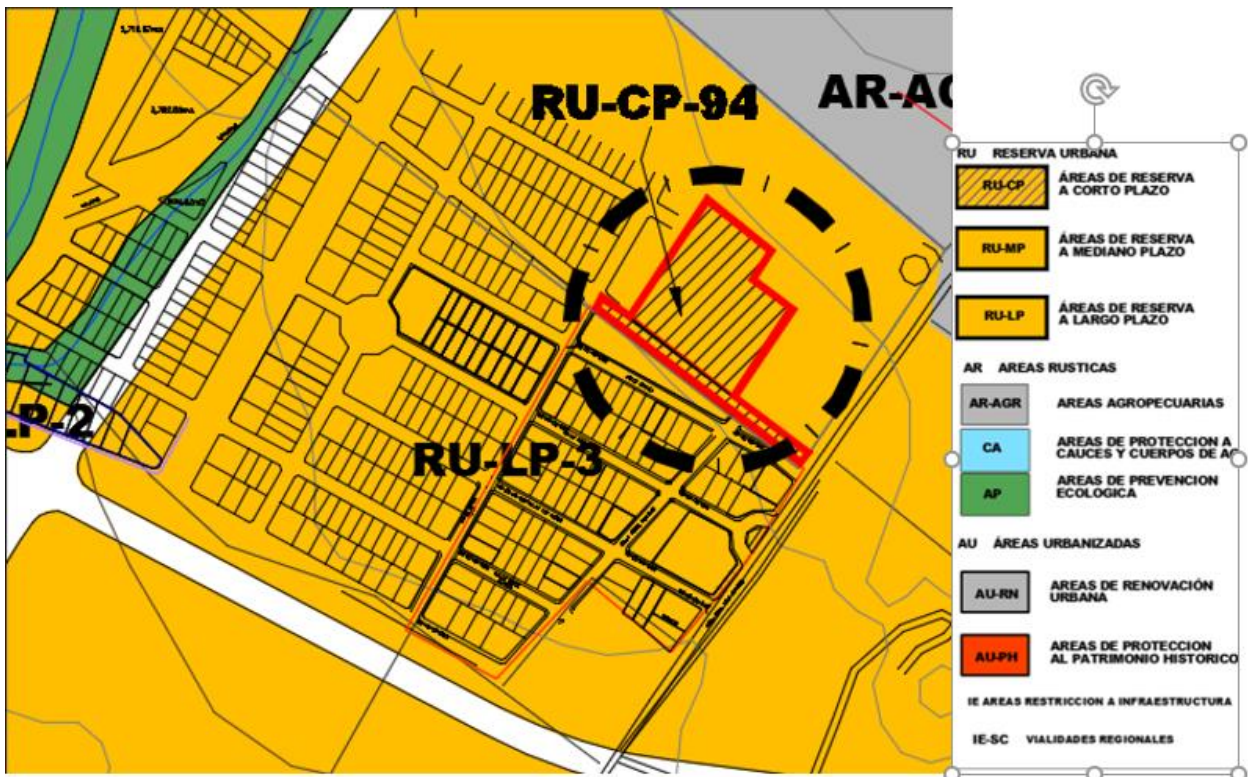 RU-CP-94
AR-AG
RU-LP-3
LP-2
RU RESERVA URBANA
RU-CP
ÁREAS DE RESERVA
A CORTO PLAZO
RU-MP
ÁREAS DE RESERVA
A MEDIANO PLAZO
RU-LP
ÁREAS DE RESERVA
A LARGO PLAZO
AR AREAS RUSTICAS
AR-AGR
AREAS AGROPECUARIAS
CA
AREAS DE PROTECCION A
CAUCES Y CUERPOS DE AG
AP
AREAS DE PREVENCION
ECOLOGICA
AU ÁREAS URBANIZADAS
AU-RN
AREAS DE RENOVACIÓN
URBANA
AU-PH
AREAS DE PROTECCION
AL PATRIMONIO HISTORICO
IE AREAS RESTRICCION A INFRAESTRUCTURA
IE-SC VIALIDADES REGIONALES